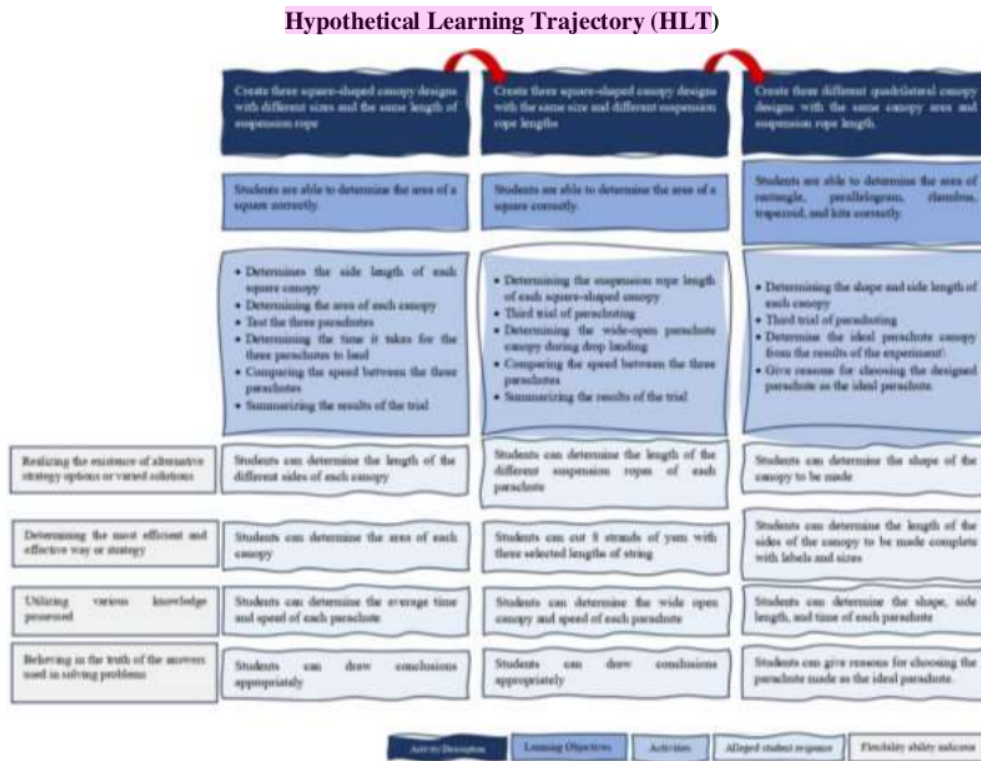 Hypothetical Learning Trajectory (HLT)
Create three square-shaped canopy designs
with different sizes and the same length of
suspension rope
Create three square-shaped canopy designs
with the same size and different suspension
rope lengths
Create three different quadrilateral canopy
designs with the same canopy area and
suspension rope length.
Students are able to determine the area of a
square correctly.
Students are able to determine the area of a
square correctly.
Students are able to determine the area of
rectangle, parallelogram, rhombus,
trapezoid, and kite correctly
• Determines the side length of each
square canopy
• Determining the area of each canopy
• Test the three parachutes
• Determining the time it takes for the
three parachutes to land
• Comparing the speed between the three
parachutes
• Summarizing the results of the trial
• Determining the suspension rope length
of each square-shaped canopy
• Third trial of parachuting
• Determining the wide-open parachute
canopy during drop landing
• Comparing the speed between the three
parachutes
• Summarizing the results of the trial
• Determining the shape and side length of
each canopy
• Third trial of parachuting
• Determine the ideal parachute canopy
from the results of the experiment\
• Give reasons for choosing the designed
parachute as the ideal parachute.
Realizing the existence of alternative
strategy options or varied solutions
Students can determine the length of the
different sides of each canopy
Students can determine the length of the
different suspension ropes of each
parachute
Students can determine the shape of the
canopy to be made
Determining the most efficient and
effective way or strategy
Students can determine the area of each
canopy
Students can cut 8 strands of yarn with
three selected lengths of string
Students can determine the length of the
sides of the canopy to be made complete
with labels and sizes
Utilizing various knowledge
possessed
Students can determine the average time
and speed of each parachute
Students can determine the wide open
canopy and speed of each parachute
Students can determine the shape, side
length, and time of each parachute
Believing in the truth of the answers
used in solving problems
Students can draw conclusions
appropriately
Students can draw conclusions
appropriately
Students can give reasons for choosing the
parachute made as the ideal parachute.
Activity Description
Learning Objectives
Activities
Alleged student response
Flexibility ability indicator